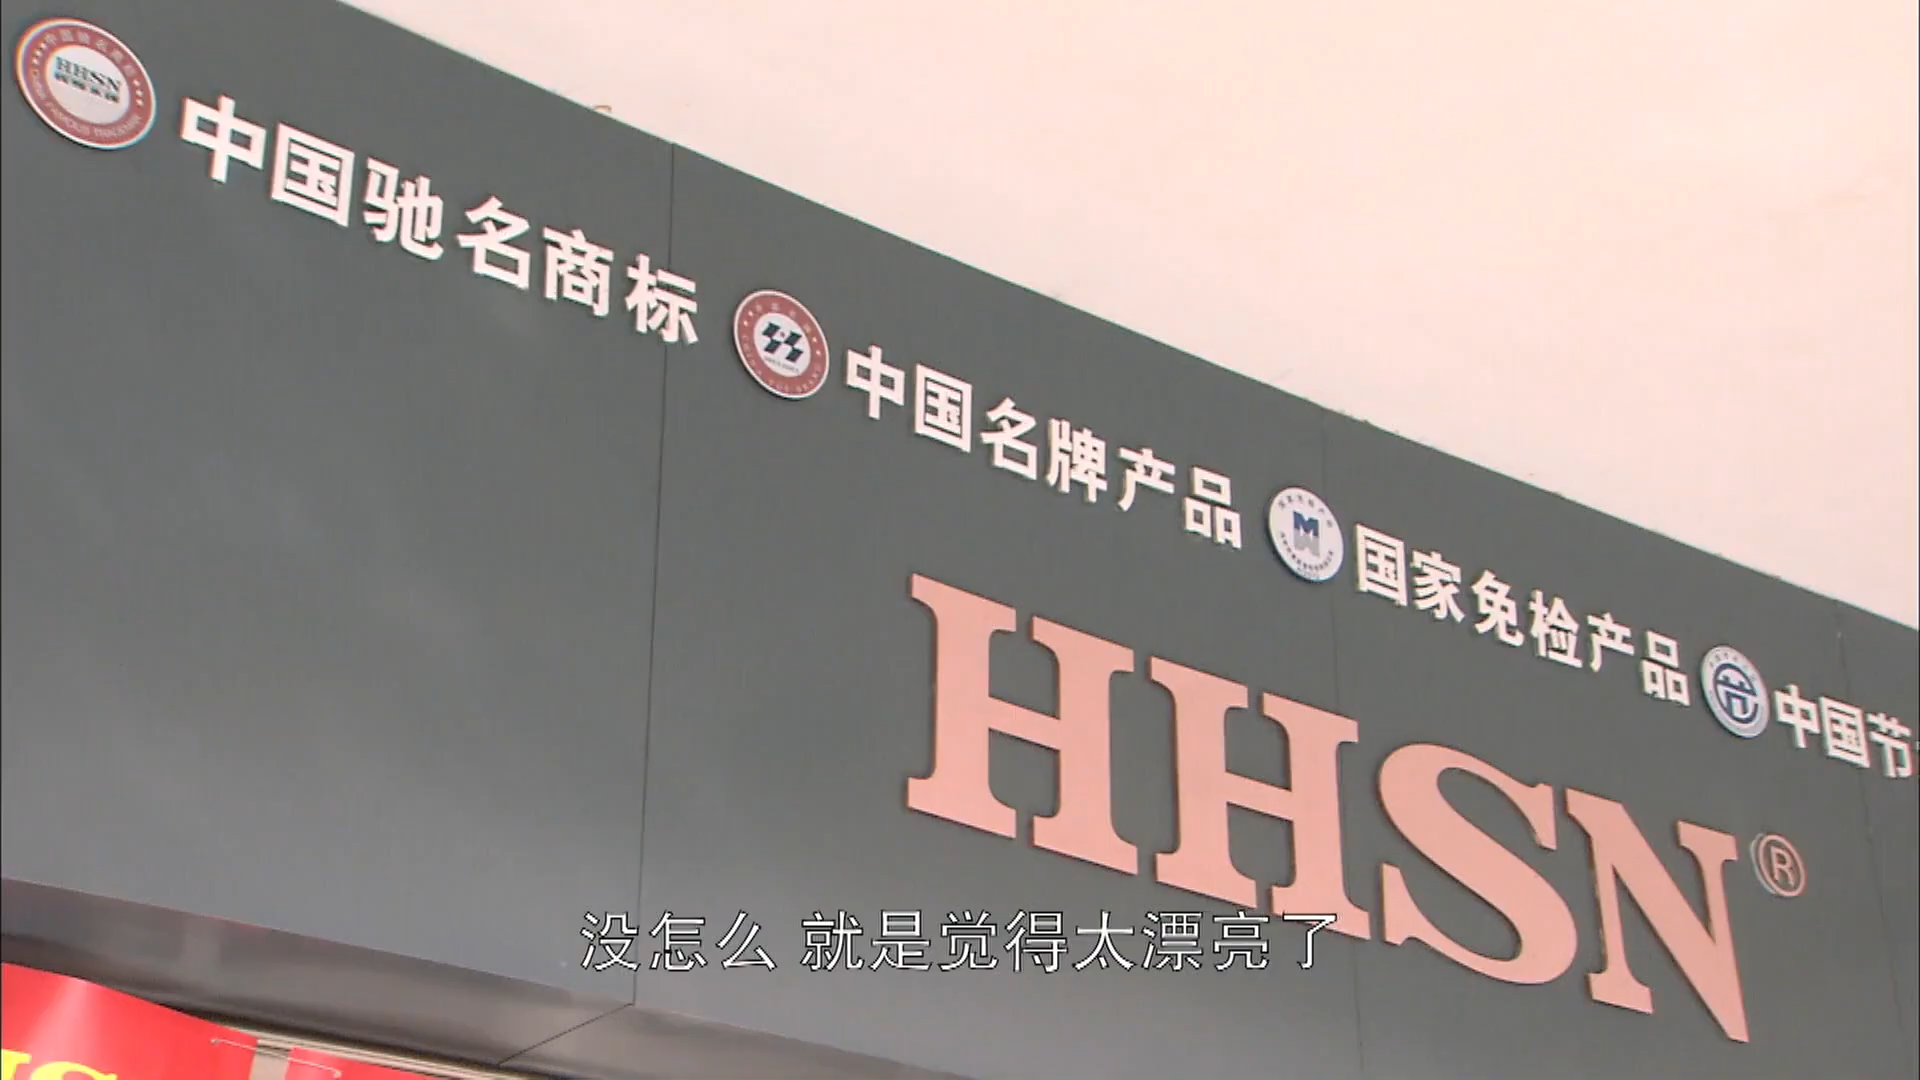 HHSN
中国驰名商标
中国名牌产品
国家免检产品
中国节
HHSN®
没怎么 就是觉得太漂亮了